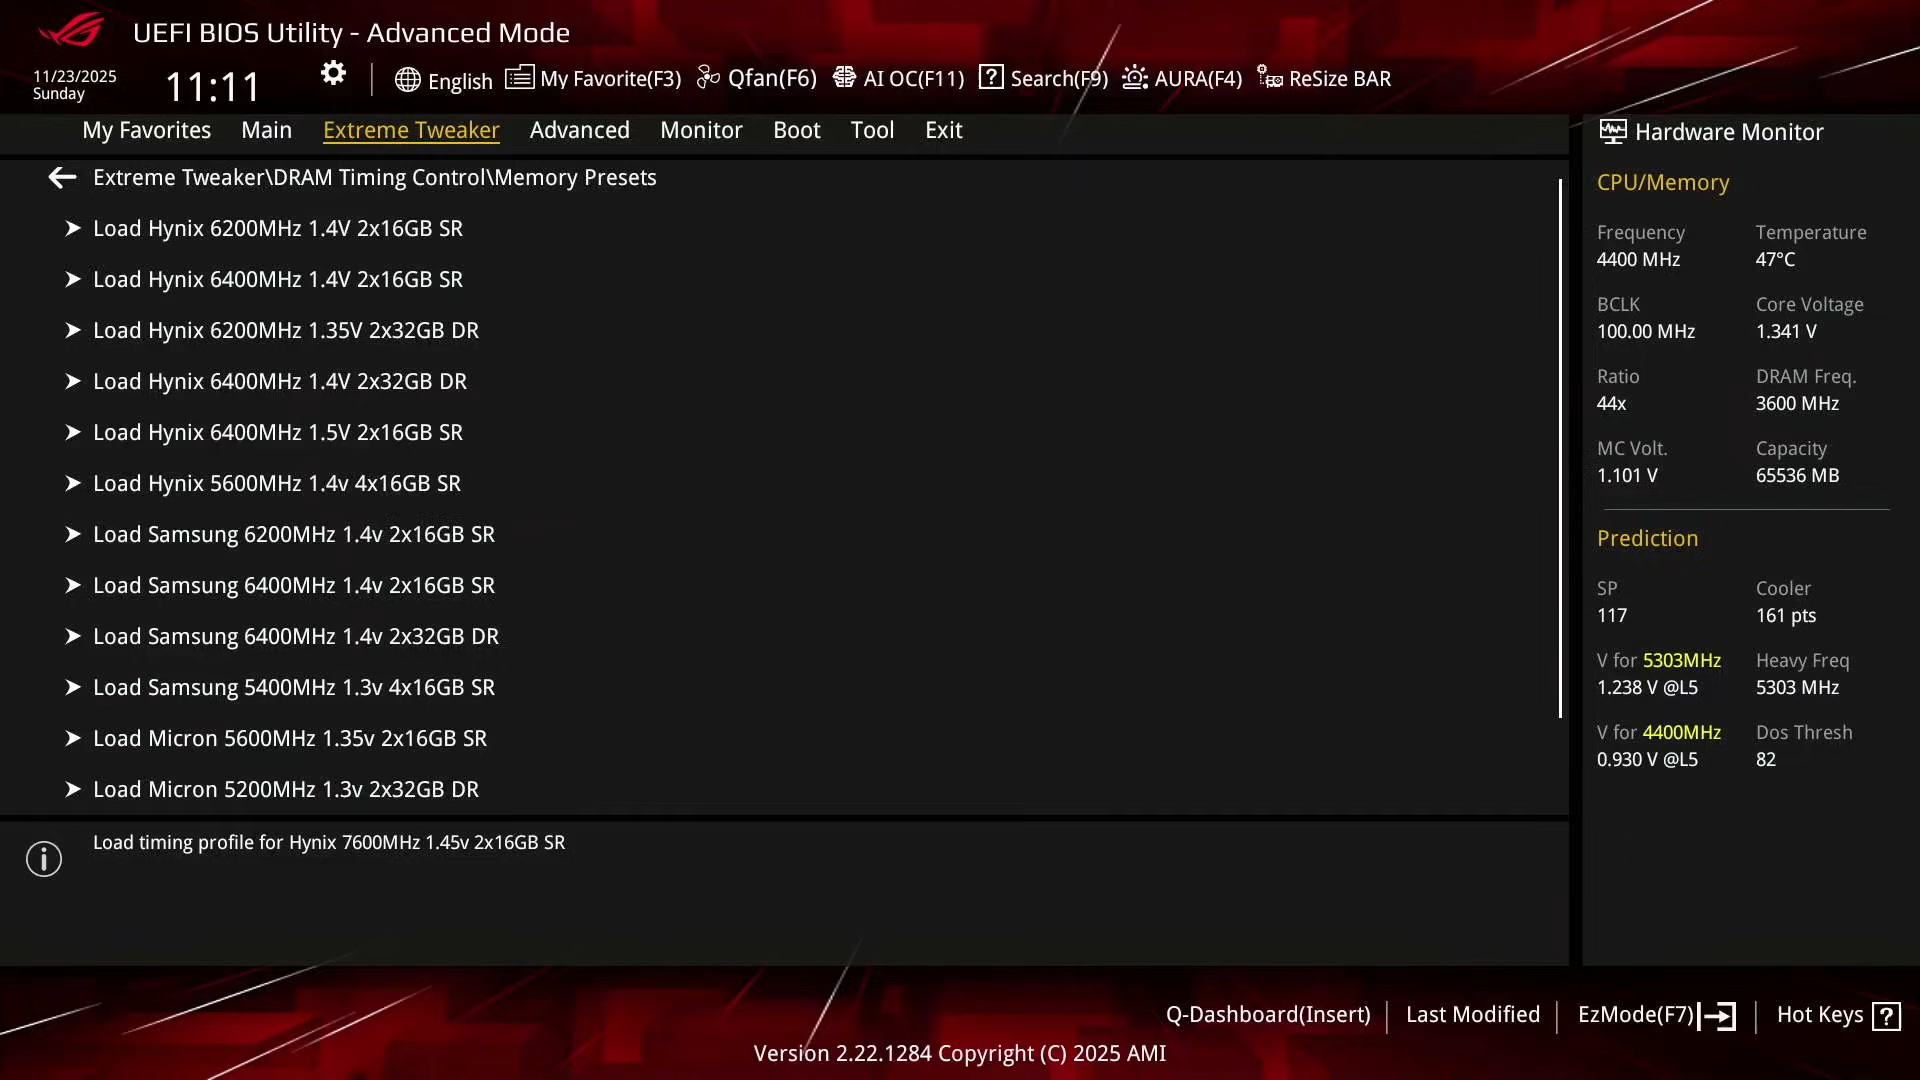 UEFI BIOS Utility - Advanced Mode
11/23/2025
Sunday
11:11
English
My Favorite(F3)
Qfan(F6)
AI OC(F11)
Search(F9)
AURA(F4)
ReSize BAR
My Favorites
Main
Extreme Tweaker
Advanced
Monitor
Boot
Tool
Exit
Extreme Tweaker\DRAM Timing Control\Memory Presets
Load Hynix 6200MHz 1.4V 2x16GB SR
Load Hynix 6400MHz 1.4V 2x16GB SR
Load Hynix 6200MHz 1.35V 2x32GB DR
Load Hynix 6400MHz 1.4V 2x32GB DR
Load Hynix 6400MHz 1.5V 2x16GB SR
Load Hynix 5600MHz 1.4v 4x16GB SR
Load Samsung 6200MHz 1.4v 2x16GB SR
Load Samsung 6400MHz 1.4v 2x16GB SR
Load Samsung 6400MHz 1.4v 2x32GB DR
Load Samsung 5400MHz 1.3v 4x16GB SR
Load Micron 5600MHz 1.35v 2x16GB SR
Load Micron 5200MHz 1.3v 2x32GB DR
Load timing profile for Hynix 7600MHz 1.45v 2x16GB SR
Hardware Monitor
CPU/Memory
Frequency Temperature
4400 MHz 47°C
BCLK Core Voltage
100.00 MHz 1.341 V
Ratio DRAM Freq.
44x 3600 MHz
MC Volt. Capacity
1.101 V 65536 MB
Prediction
SP Cooler
117 161 pts
V for 5303MHz Heavy Freq
1.238 V @L5 5303 MHz
V for 4400MHz Dos Thresh
0.930 V @L5 82
Q-Dashboard(Insert)
Last Modified
EzMode(F7)
Hot Keys ?
Version 2.22.1284 Copyright (C) 2025 AMI